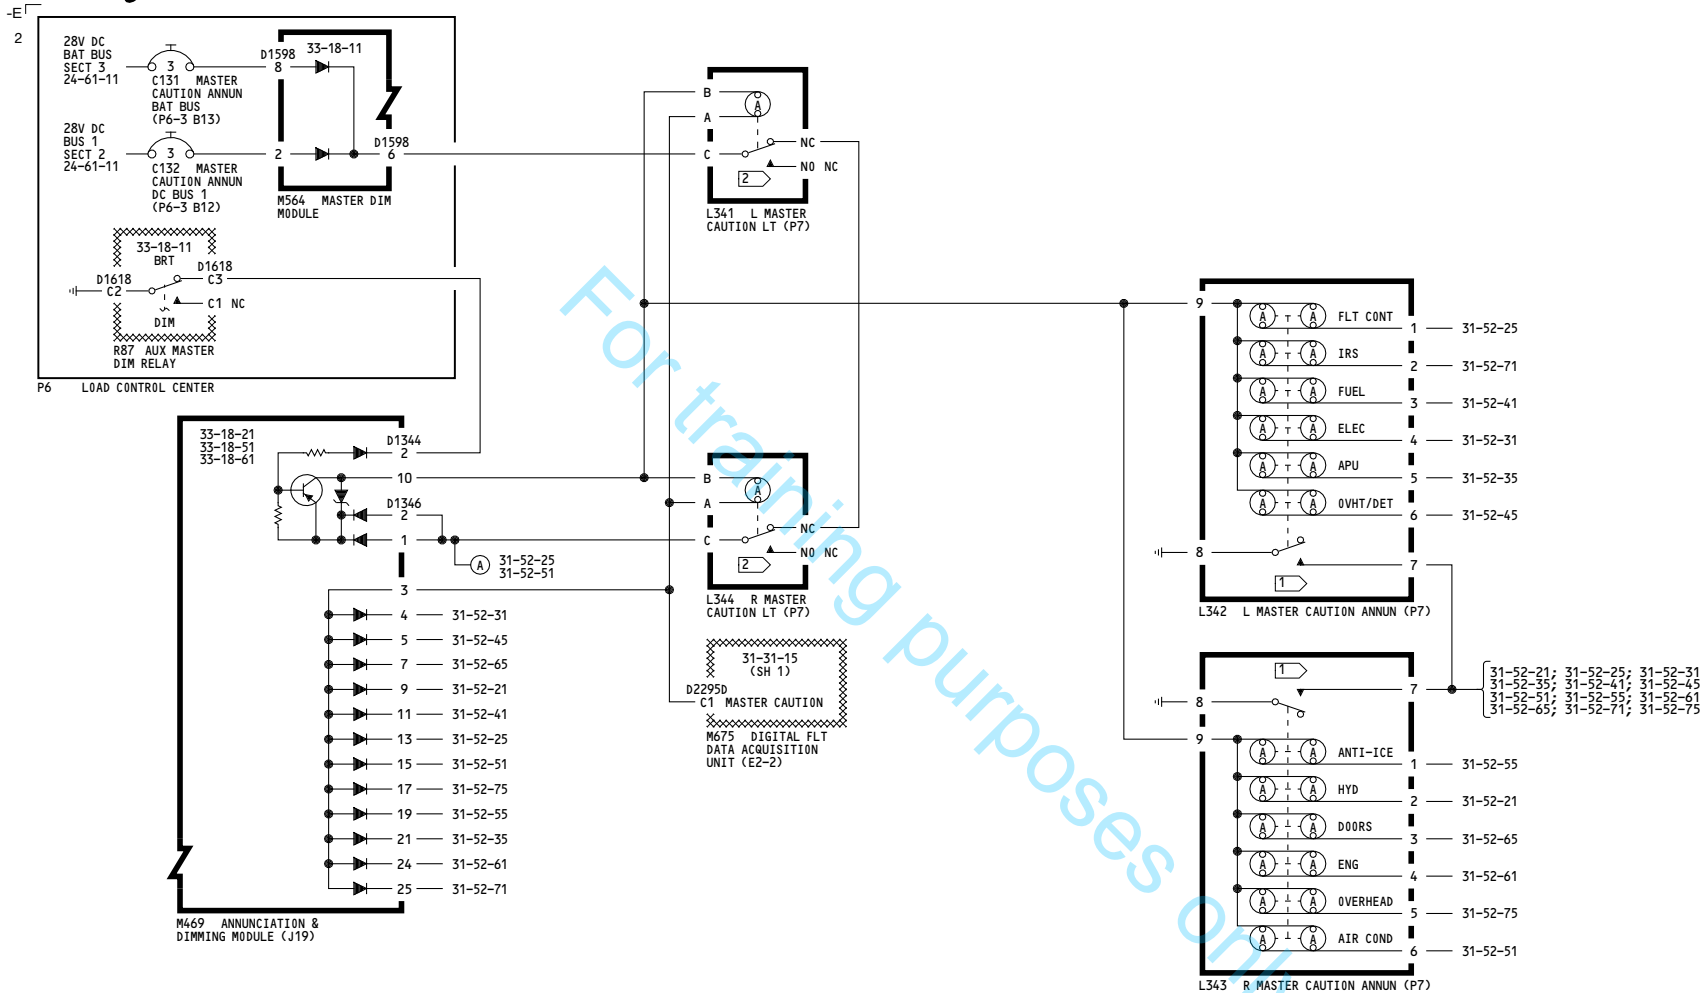 -E
2
28V DC
BAT BUS
SECT 3
24-61-11
3
C131 MASTER
CAUTION ANNUN
BAT BUS
(P6-3 B13)
D1598
8
33-18-11
28V DC
BUS 1
SECT 2
24-61-11
3
C132 MASTER
CAUTION ANNUN
DC BUS 1
(P6-3 B12)
2
D1598
6
M564 MASTER DIM
MODULE
33-18-11
BRT
D1618
C2
D1618
C3
C1 NC
DIM
R87 AUX MASTER
DIM RELAY
P6 LOAD CONTROL CENTER
B
A
A
C
NC
NO NC
2
L341 L MASTER
CAUTION LT (P7)
33-18-21
33-18-51
33-18-61
D1344
2
10
D1346
2
1
A 31-52-25
31-52-51
3
4 31-52-31
5 31-52-45
7 31-52-65
9 31-52-21
11 31-52-41
13 31-52-25
15 31-52-51
17 31-52-75
19 31-52-55
21 31-52-35
24 31-52-61
25 31-52-71
M469 ANNUNCIATION &
DIMMING MODULE (J19)
B
A
A
C
NC
NO NC
2
L344 R MASTER
CAUTION LT (P7)
31-31-15
(SH 1)
D2295D
C1 MASTER CAUTION
M675 DIGITAL FLT
DATA ACQUISITION
UNIT (E2-2)
9
A T A FLT CONT
1 31-52-25
A T A IRS
2 31-52-71
A T A FUEL
3 31-52-41
A T A ELEC
4 31-52-31
A T A APU
5 31-52-35
A T A OVHT/DET
6 31-52-45
8
7
1
L342 L MASTER CAUTION ANNUN (P7)
1
7
8
31-52-21; 31-52-25; 31-52-31
31-52-35; 31-52-41; 31-52-45
31-52-51; 31-52-55; 31-52-61
31-52-65; 31-52-71; 31-52-75
9
A A ANTI-ICE
1 31-52-55
A A HYD
2 31-52-21
A A DOORS
3 31-52-65
A A ENG
4 31-52-61
A A OVERHEAD
5 31-52-75
A A AIR COND
6 31-52-51
L343 R MASTER CAUTION ANNUN (P7)
For training purposes only